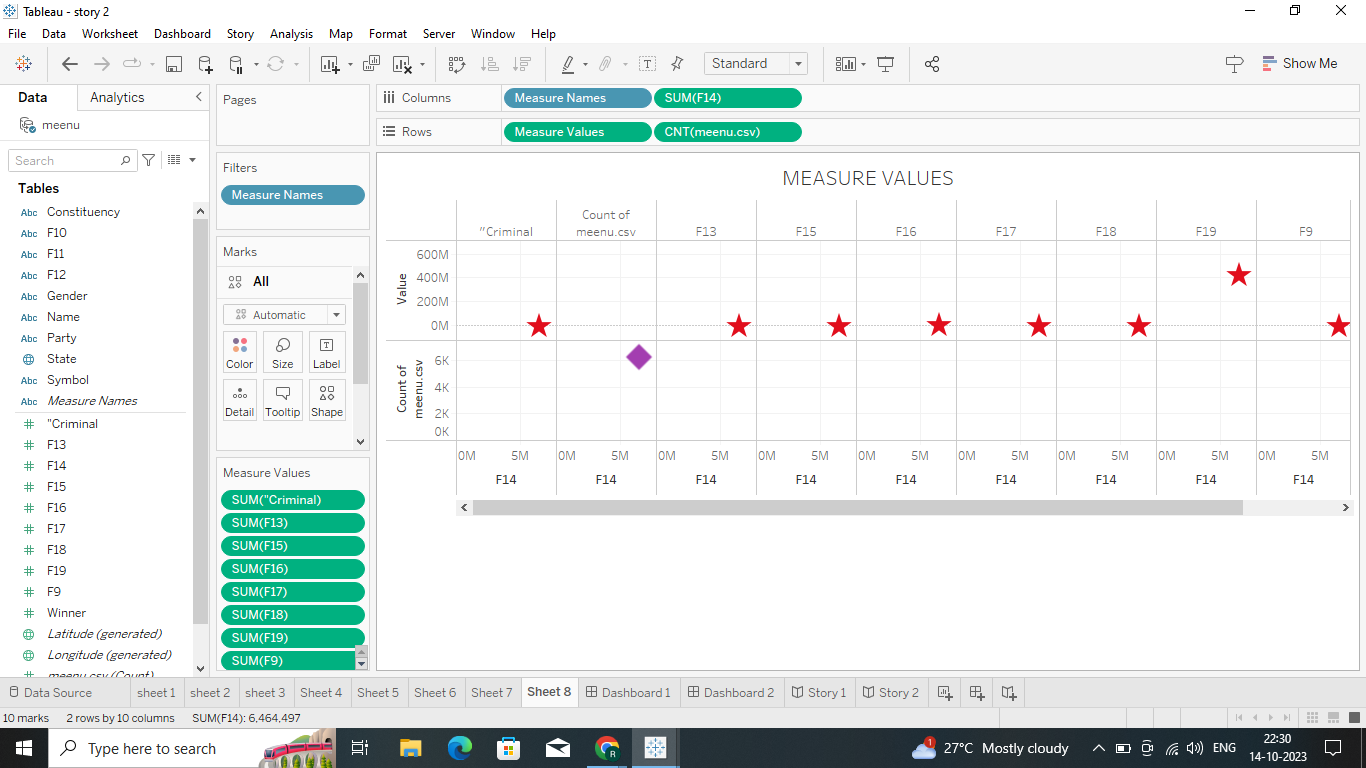 Tableau - story 2
File Data Worksheet Dashboard Story Analysis Map Format Server Window Help
Standard
Show Me
Data Analytics
meenu
Search
Tables
Abc Constituency
Abc F10
Abc F11
Abc F12
Abc Gender
Abc Name
Abc Party
State
Abc Symbol
Abc Measure Names
# "Criminal
# F13
# F14
# F15
# F16
# F17
# F18
# F19
# F9
# Winner
Latitude (generated)
Longitude (generated)
# meenu.csv (Count)
Pages
Filters
Measure Names
Marks
All
Automatic
Color Size Label
Detail Tooltip Shape
Measure Values
SUM("Criminal)
SUM(F13)
SUM(F15)
SUM(F16)
SUM(F17)
SUM(F18)
SUM(F19)
SUM(F9)
Columns Measure Names SUM(F14)
Rows Measure Values CNT(meenu.csv)
MEASURE VALUES
"Criminal Count of meenu.csv F13 F15 F16 F17 F18 F19 F9
Value
600M
400M
200M
0M
Count of
meenu.csv
6K
4K
2K
0K
0M 5M 0M 5M 0M 5M 0M 5M 0M 5M 0M 5M 0M 5M 0M 5M 0M 5M
F14 F14 F14 F14 F14 F14 F14 F14 F14
Data Source sheet 1 sheet 2 sheet 3 Sheet 4 Sheet 5 Sheet 6 Sheet 7 Sheet 8 Dashboard 1 Dashboard 2 Story 1 Story 2
10 marks 2 rows by 10 columns SUM(F14): 6,464,497
Type here to search
1
27°C Mostly cloudy
ENG
22:30
14-10-2023